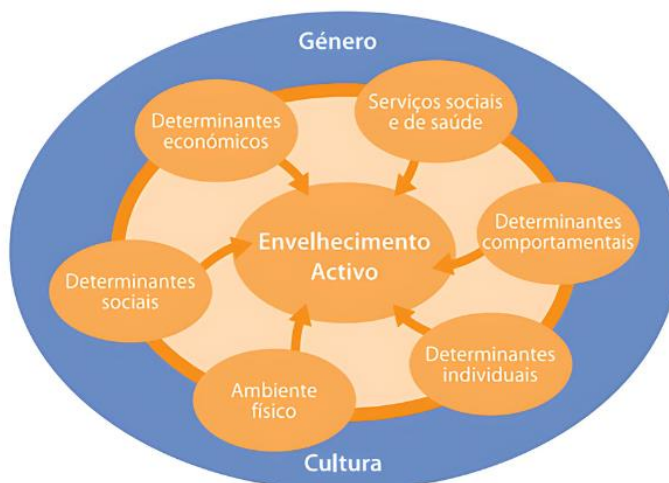 Género
Serviços sociais
e de saúde
Determinantes
económicos
Determinantes
comportamentais
Envelhecimento
Activo
Determinantes
sociais
Determinantes
individuais
Ambiente
físico
Cultura